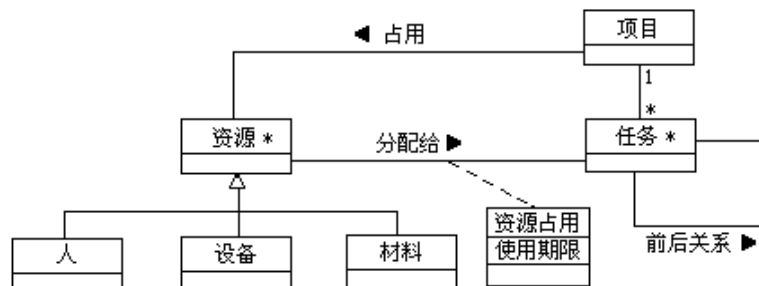 项目
◀ 占用
1
*
资源 *
分配给 ▶
任务 *
资源占用
使用期限
前后关系 ▶
人
设备
材料